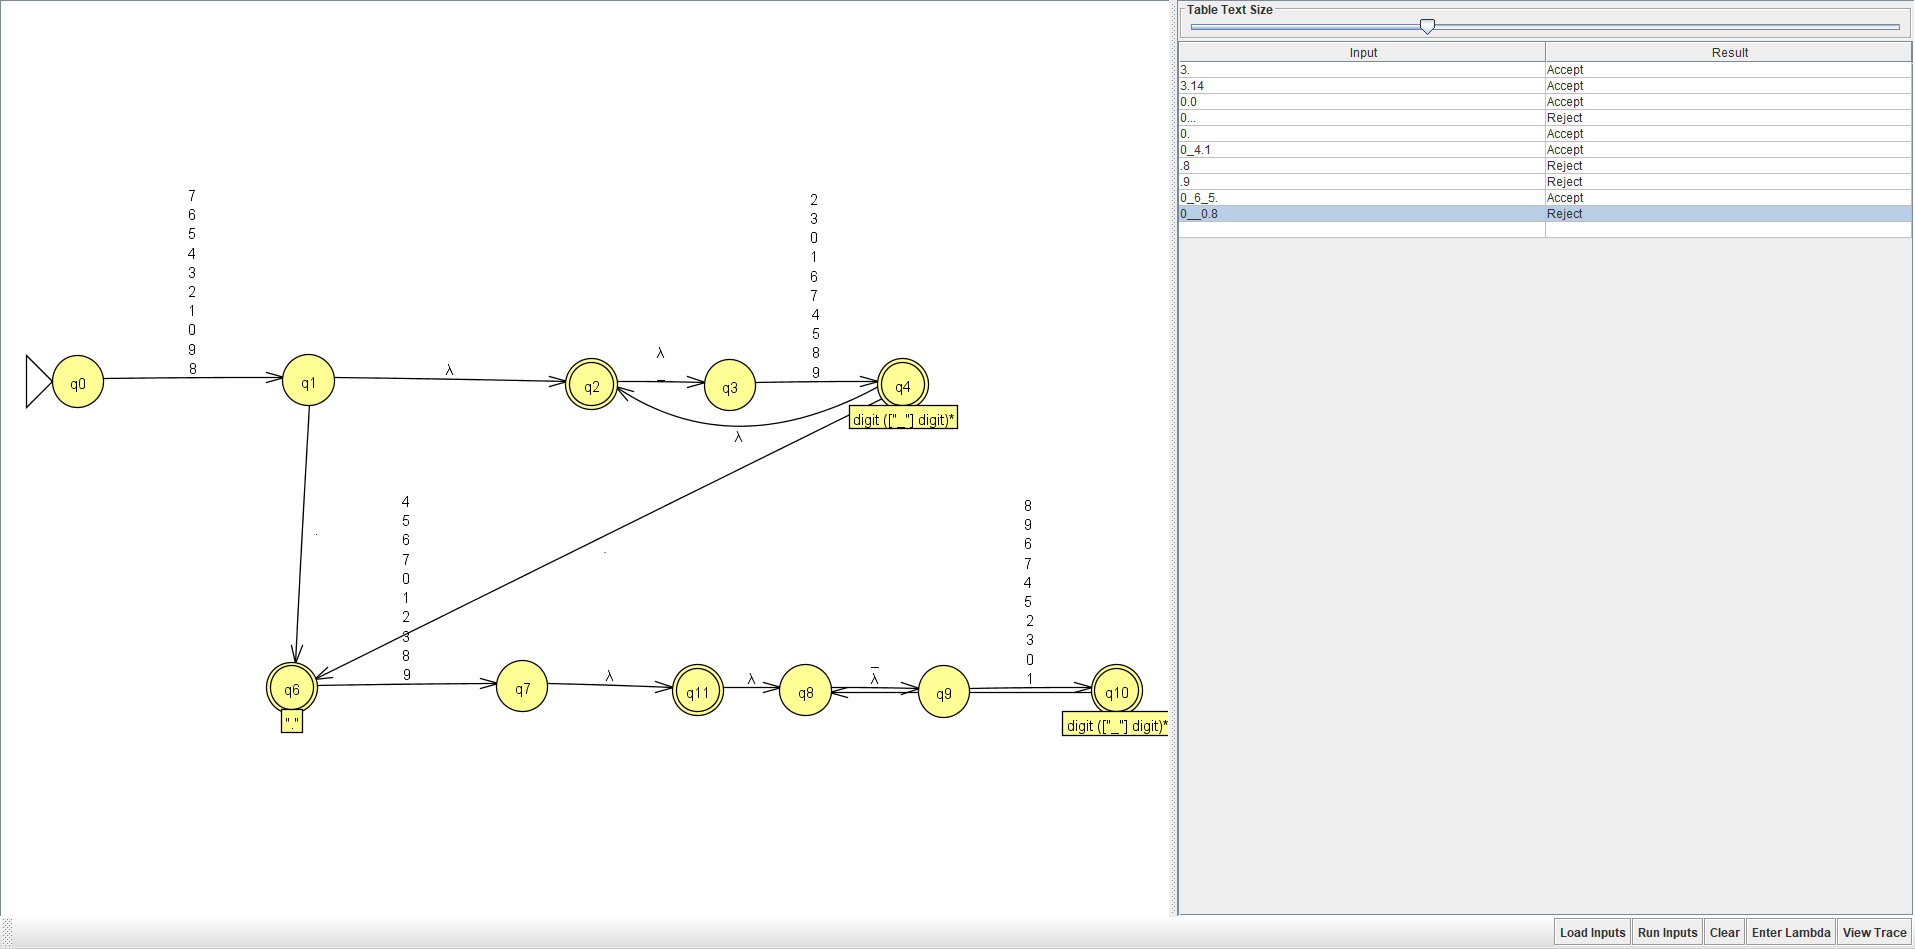 Table Text Size
Input Result
3. Accept
3.14 Accept
0.0 Accept
0... Reject
0. Accept
0_4.1 Accept
.8 Reject
.9 Reject
0_6_5. Accept
0__0.8 Reject
7
6
5
4
3
2
1
0
9
8
2
3
0
1
6
7
4
5
8
9
q0
q1
λ
q2
λ
_
q3
q4
digit (["_"] digit)*
λ
.
.
4
5
6
7
0
1
2
3
8
9
8
9
6
7
4
5
2
3
0
1
q6
"."
q7
λ
q11
λ
q8
_
λ
q9
q10
digit (["_"] digit)*
Load Inputs Run Inputs Clear Enter Lambda View Trace